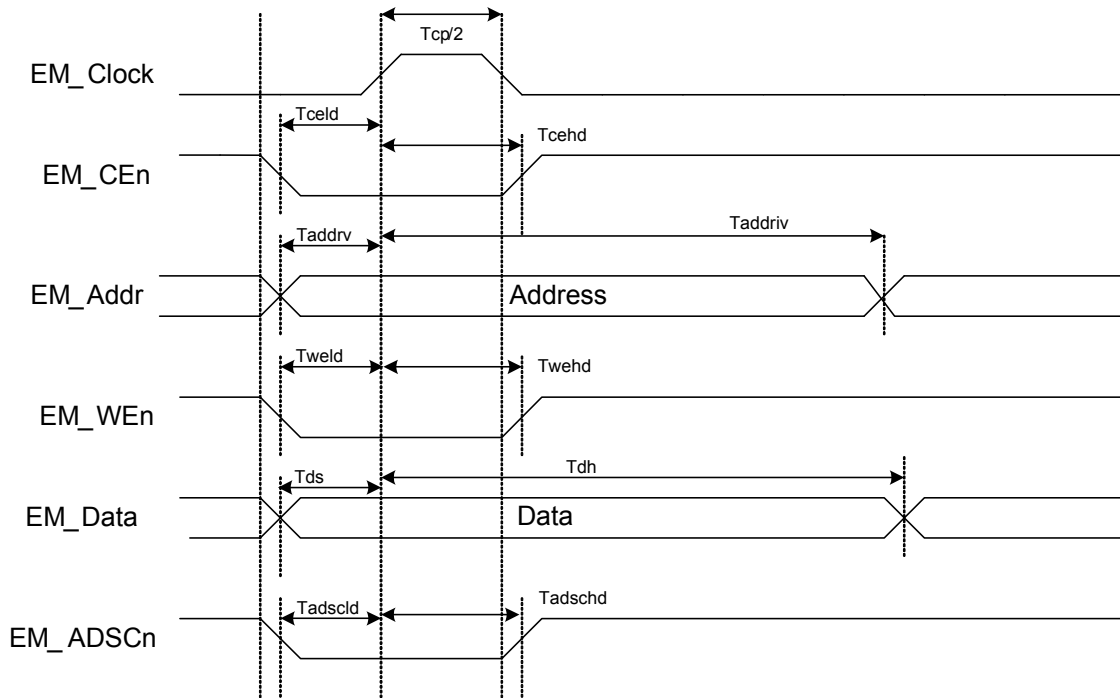 Tcp/2
EM_Clock
Tceld
Tcehd
EM_CEn
Taddrv
Taddriv
EM_Addr
Address
Tweld
Twehd
EM_WEn
Tds
Tdh
EM_Data
Data
Tadscld
Tadschd
EM_ADSCn